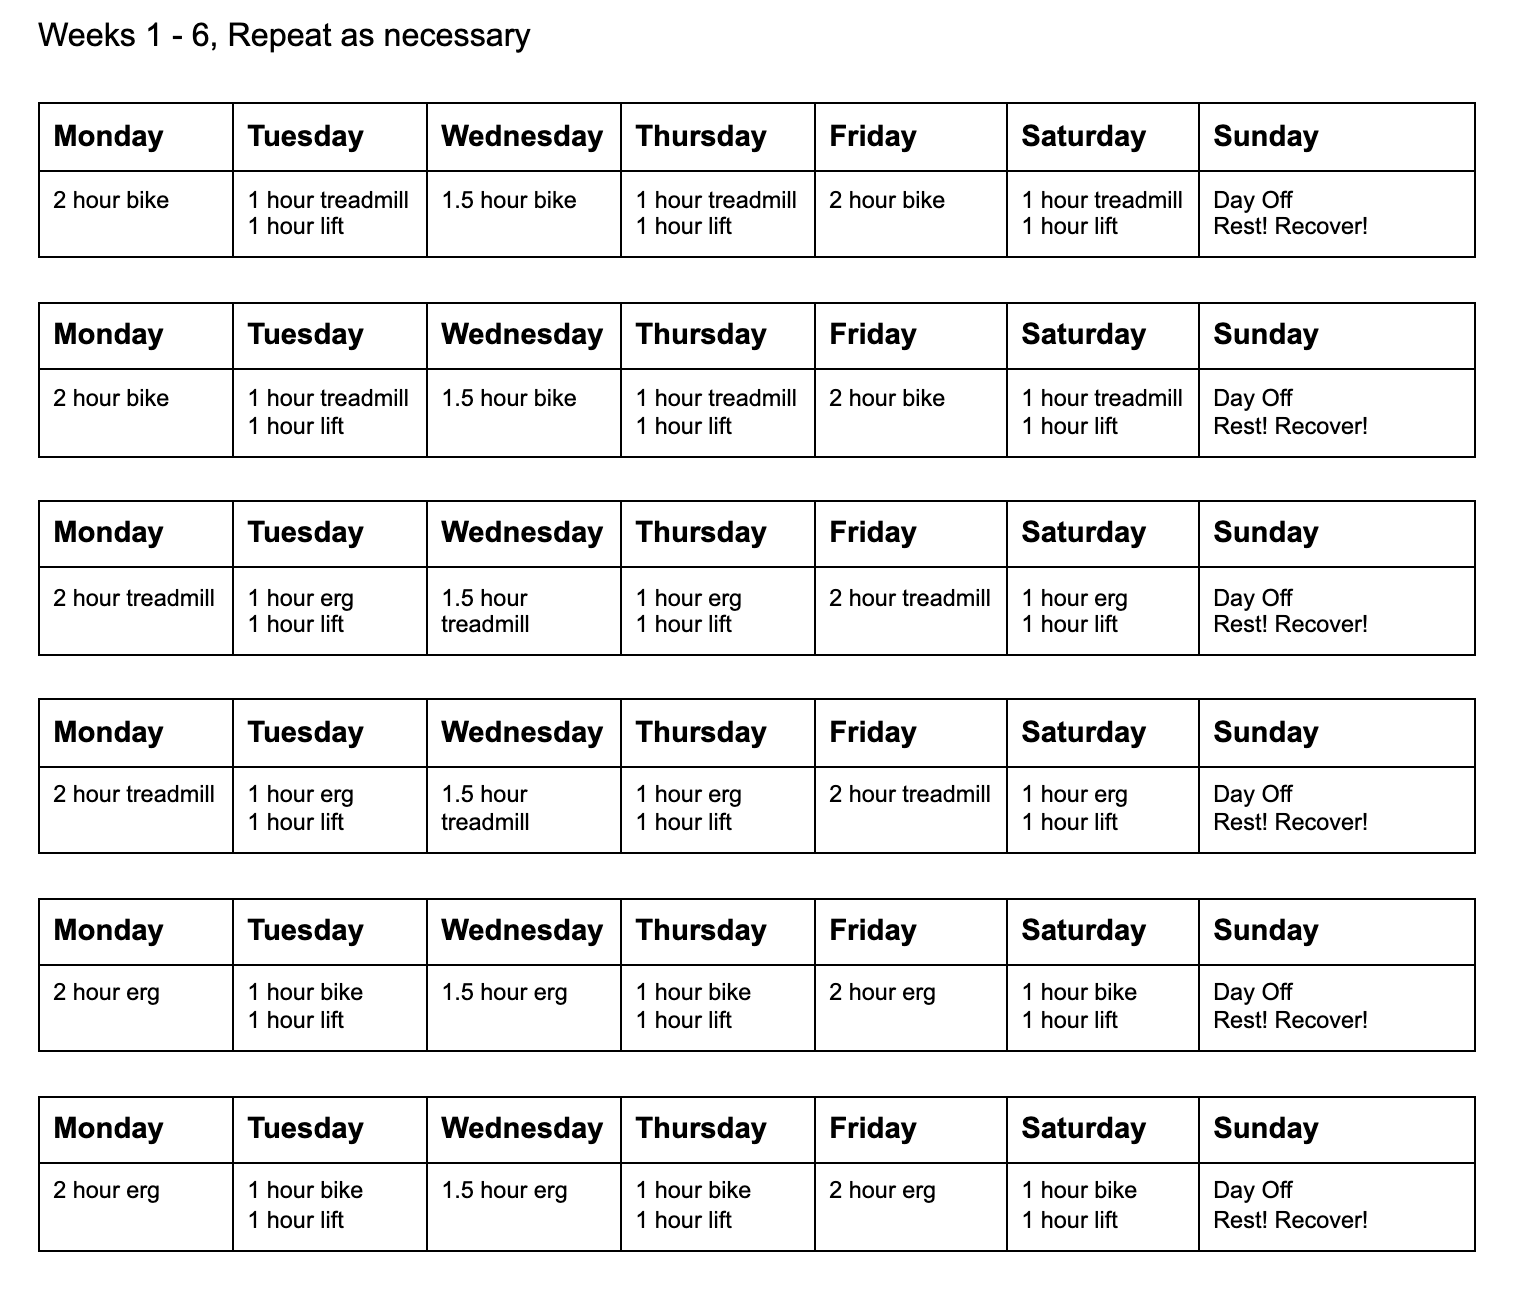 Weeks 1 - 6, Repeat as necessary
Monday Tuesday Wednesday Thursday Friday Saturday Sunday
2 hour bike 1 hour treadmill 1.5 hour bike 1 hour treadmill 2 hour bike 1 hour treadmill Day Off
1 hour lift 1 hour lift 1 hour lift Rest! Recover!
Monday Tuesday Wednesday Thursday Friday Saturday Sunday
2 hour bike 1 hour treadmill 1.5 hour bike 1 hour treadmill 2 hour bike 1 hour treadmill Day Off
1 hour lift 1 hour lift 1 hour lift Rest! Recover!
Monday Tuesday Wednesday Thursday Friday Saturday Sunday
2 hour treadmill 1 hour erg 1.5 hour 1 hour erg 2 hour treadmill 1 hour erg Day Off
1 hour lift treadmill 1 hour lift 1 hour lift Rest! Recover!
Monday Tuesday Wednesday Thursday Friday Saturday Sunday
2 hour treadmill 1 hour erg 1.5 hour 1 hour erg 2 hour treadmill 1 hour erg Day Off
1 hour lift treadmill 1 hour lift 1 hour lift Rest! Recover!
Monday Tuesday Wednesday Thursday Friday Saturday Sunday
2 hour erg 1 hour bike 1.5 hour erg 1 hour bike 2 hour erg 1 hour bike Day Off
1 hour lift 1 hour lift 1 hour lift Rest! Recover!
Monday Tuesday Wednesday Thursday Friday Saturday Sunday
2 hour erg 1 hour bike 1.5 hour erg 1 hour bike 2 hour erg 1 hour bike Day Off
1 hour lift 1 hour lift 1 hour lift Rest! Recover!